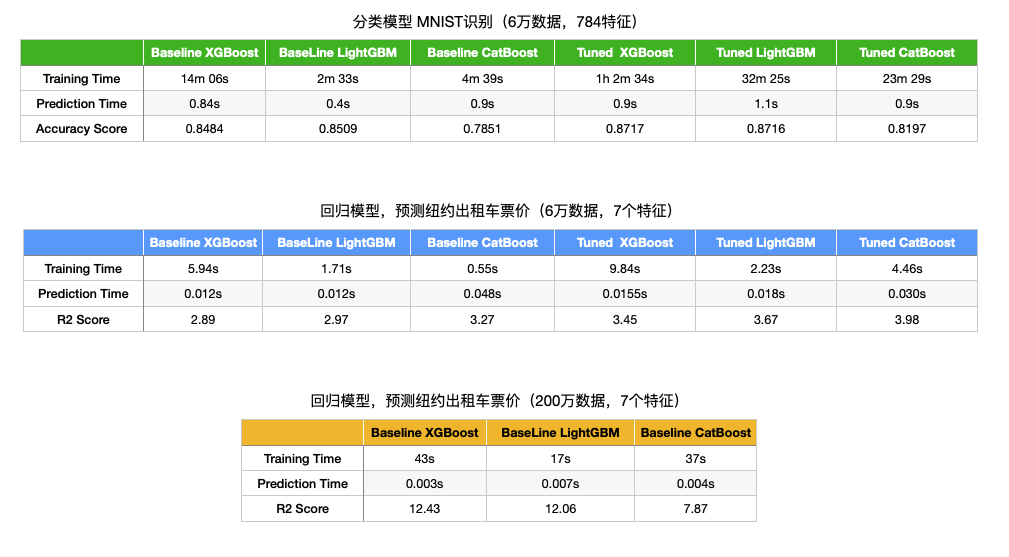 分类模型 MNIST识别（6万数据，784特征）
Baseline XGBoost BaseLine LightGBM Baseline CatBoost Tuned XGBoost Tuned LightGBM Tuned CatBoost
Training Time 14m 06s 2m 33s 4m 39s 1h 2m 34s 32m 25s 23m 29s
Prediction Time 0.84s 0.4s 0.9s 0.9s 1.1s 0.9s
Accuracy Score 0.8484 0.8509 0.7851 0.8717 0.8716 0.8197
回归模型，预测纽约出租车票价（6万数据，7个特征）
Baseline XGBoost BaseLine LightGBM Baseline CatBoost Tuned XGBoost Tuned LightGBM Tuned CatBoost
Training Time 5.94s 1.71s 0.55s 9.84s 2.23s 4.46s
Prediction Time 0.012s 0.012s 0.048s 0.0155s 0.018s 0.030s
R2 Score 2.89 2.97 3.27 3.45 3.67 3.98
回归模型，预测纽约出租车票价（200万数据，7个特征）
Baseline XGBoost BaseLine LightGBM Baseline CatBoost
Training Time 43s 17s 37s
Prediction Time 0.003s 0.007s 0.004s
R2 Score 12.43 12.06 7.87